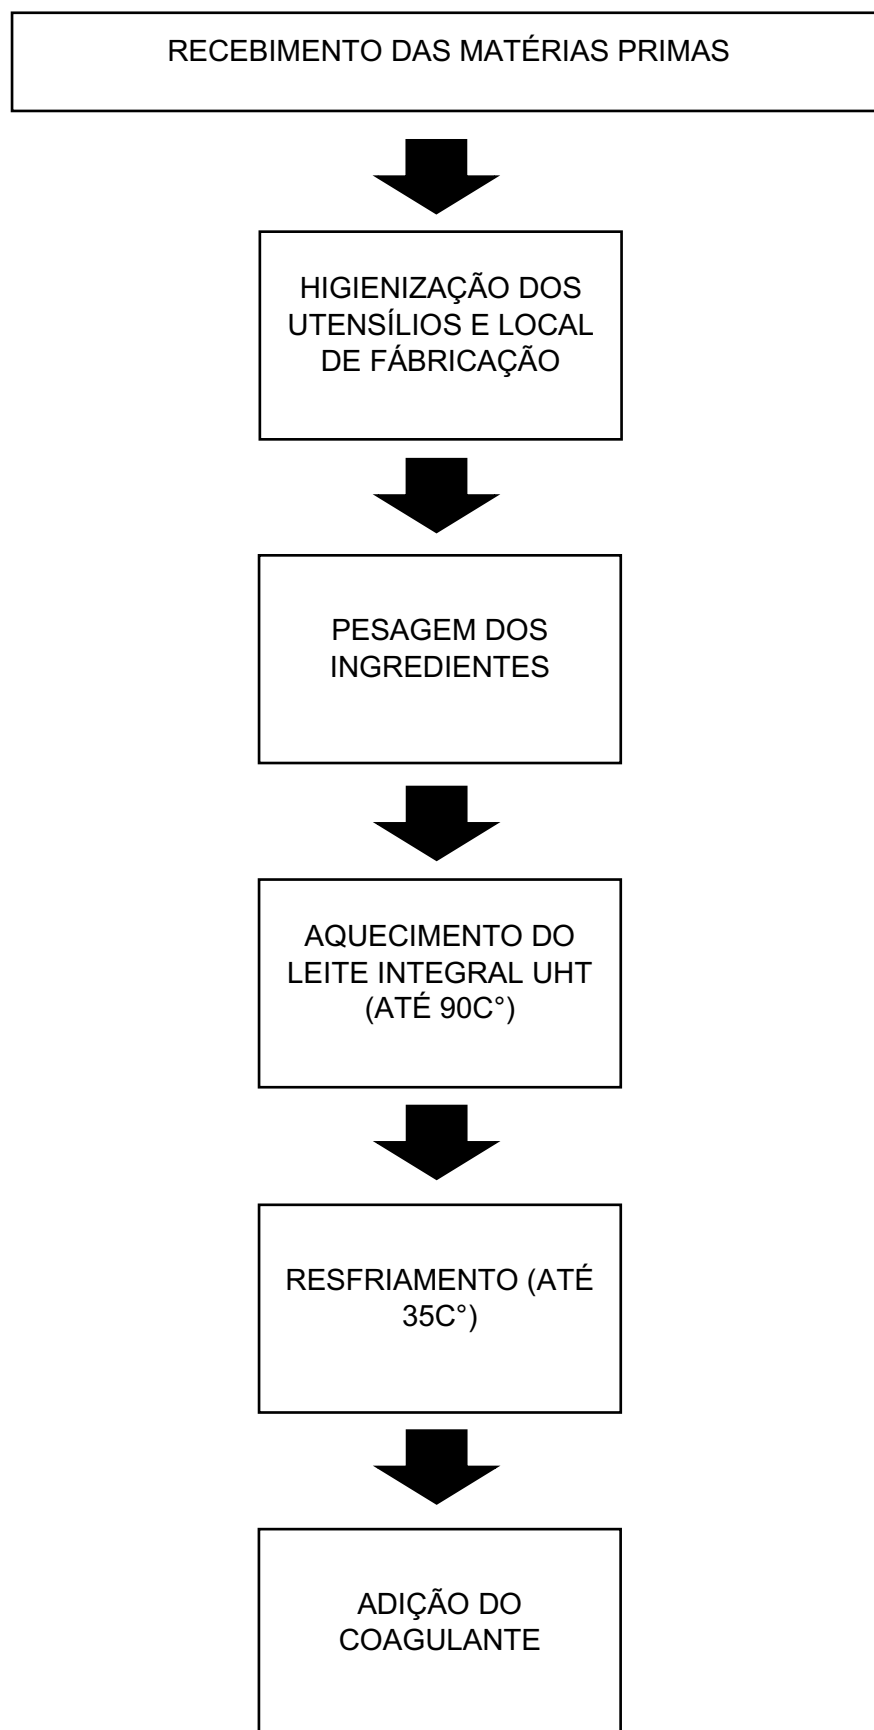 RECEBIMENTO DAS MATÉRIAS PRIMAS
HIGIENIZAÇÃO DOS
UTENSÍLIOS E LOCAL
DE FÁBRICAÇÃO
PESAGEM DOS
INGREDIENTES
AQUECIMENTO DO
LEITE INTEGRAL UHT
(ATÉ 90C°)
RESFRIAMENTO (ATÉ
35C°)
ADIÇÃO DO
COAGULANTE